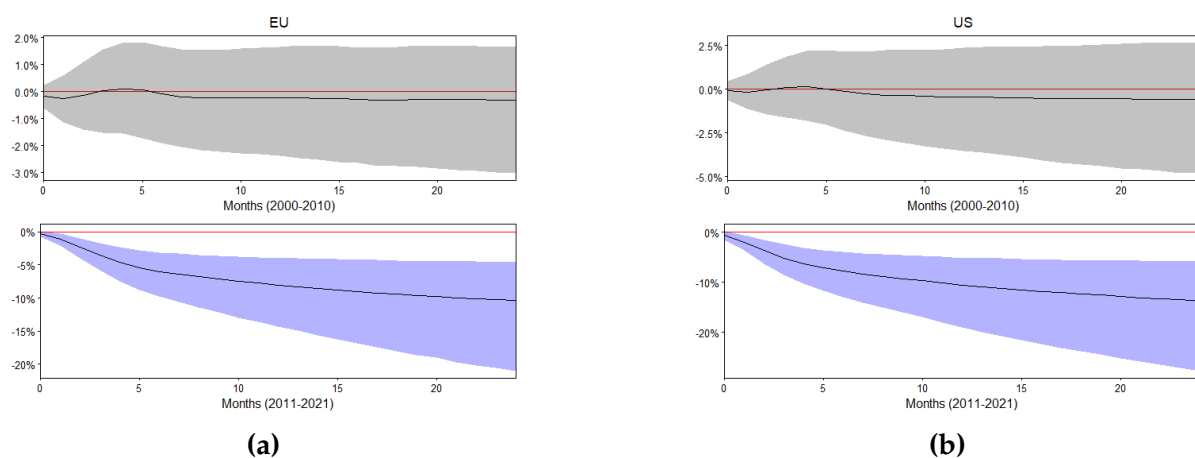 EU
2.0%
1.0%
0.0%
-1.0%
-2.0%
-3.0%
0 5 10 15 20
Months (2000-2010)
0%
-5%
-10%
-15%
-20%
0 5 10 15 20
Months (2011-2021)
(a)
US
2.5%
0.0%
-2.5%
-5.0%
0 5 10 15 20
Months (2000-2010)
0%
-10%
-20%
0 5 10 15 20
Months (2011-2021)
(b)